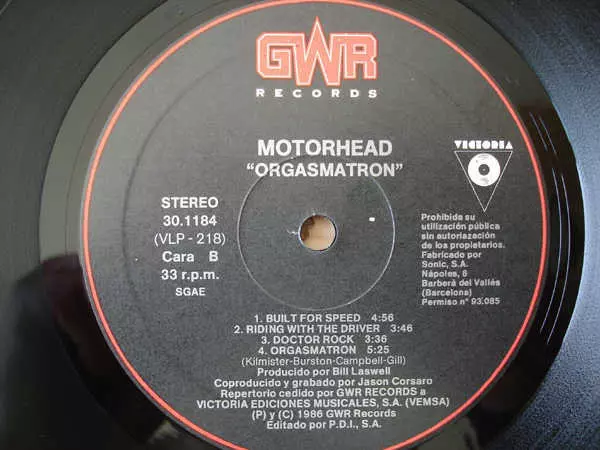 GWR
RECORDS
MOTORHEAD
"ORGASMATRON"
VICTORIA
STEREO
30.1184
(VLP - 218)
Cara B
33 r.p.m.
SGAE
Prohibida su
utilización pública
sin autorización
de los propietarios.
Fabricado por
Sonic, S.A.
Nápoles, 6
Barberá del Vallés
(Barcelona)
Permiso n° 93.085
1. BUILT FOR SPEED 4:56
2. RIDING WITH THE DRIVER 3:46
3. DOCTOR ROCK 3:36
4. ORGASMATRON 5:25
(Kilmister-Burston-Campbell-Gill)
Producido por Bill Laswell
Coproducido y grabado por Jason Corsaro
Repertorio cedido por GWR RECORDS a
VICTORIA EDICIONES MUSICALES, S.A. (VEMSA)
(P) y (C) 1986 GWR Records
Editado por P.D.I., S.A.